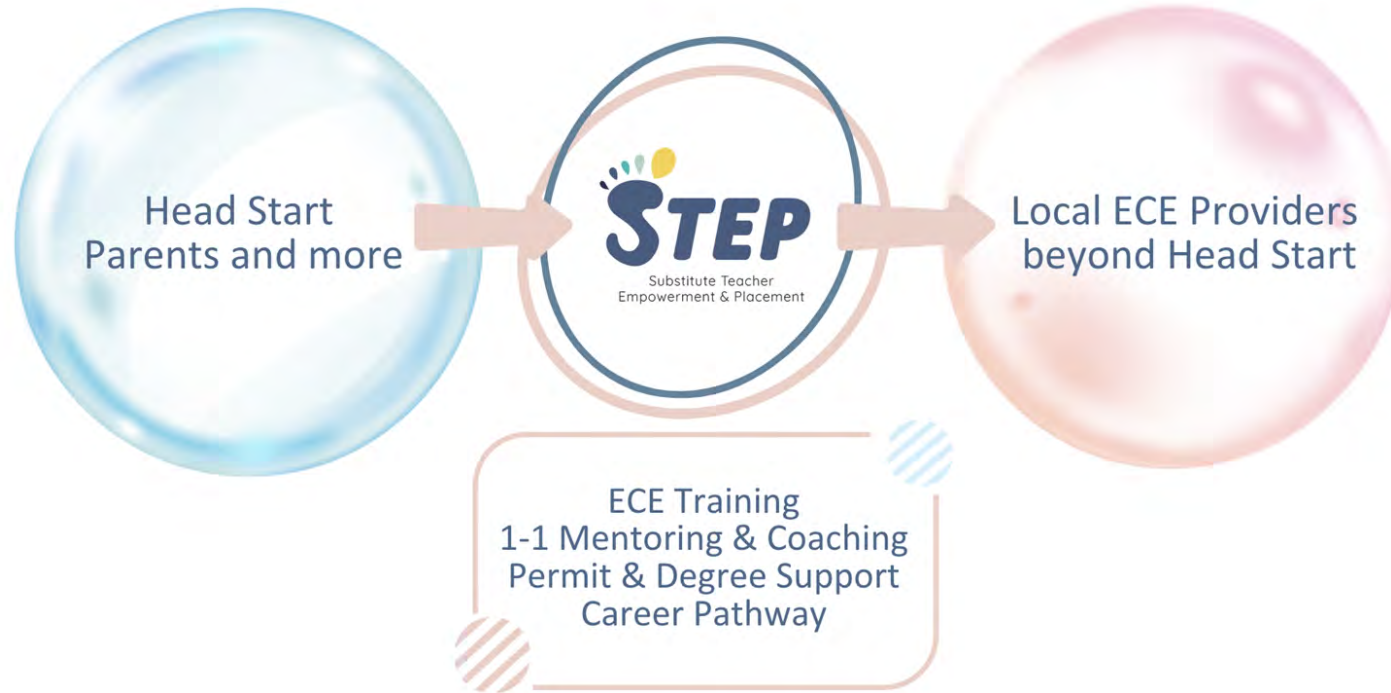 Head Start
Parents and more
STEP
Substitute Teacher
Empowerment & Placement
Local ECE Providers
beyond Head Start
ECE Training
1-1 Mentoring & Coaching
Permit & Degree Support
Career Pathway